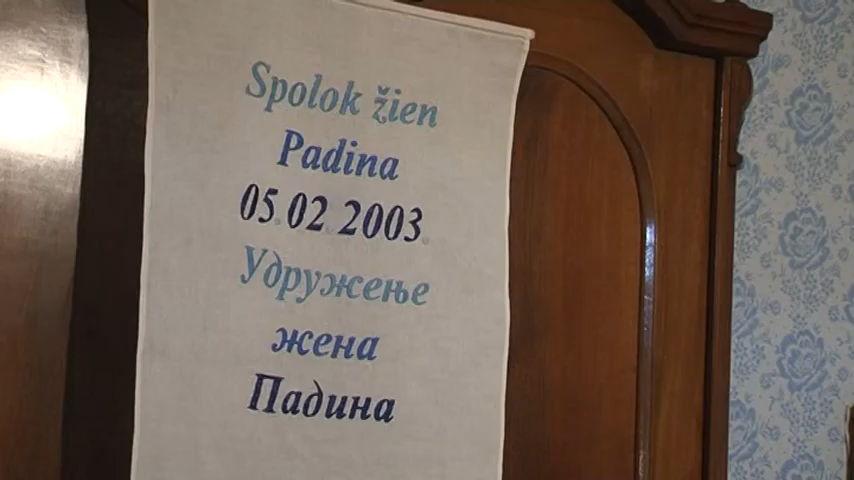 Spolok žien
Padina
05.02.2003.
Удружење
жена
Падина